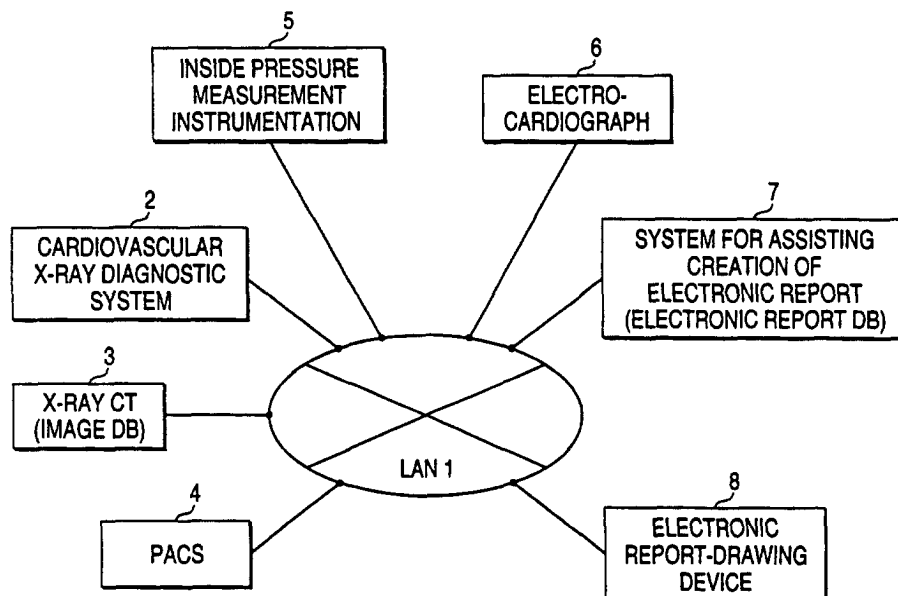 5
INSIDE PRESSURE
MEASUREMENT
INSTRUMENTATION
6
ELECTRO-
CARDIOGRAPH
2
CARDIOVASCULAR
X-RAY DIAGNOSTIC
SYSTEM
7
SYSTEM FOR ASSISTING
CREATION OF
ELECTRONIC REPORT
(ELECTRONIC REPORT DB)
3
X-RAY CT
(IMAGE DB)
LAN 1
4
PACS
8
ELECTRONIC
REPORT-DRAWING
DEVICE